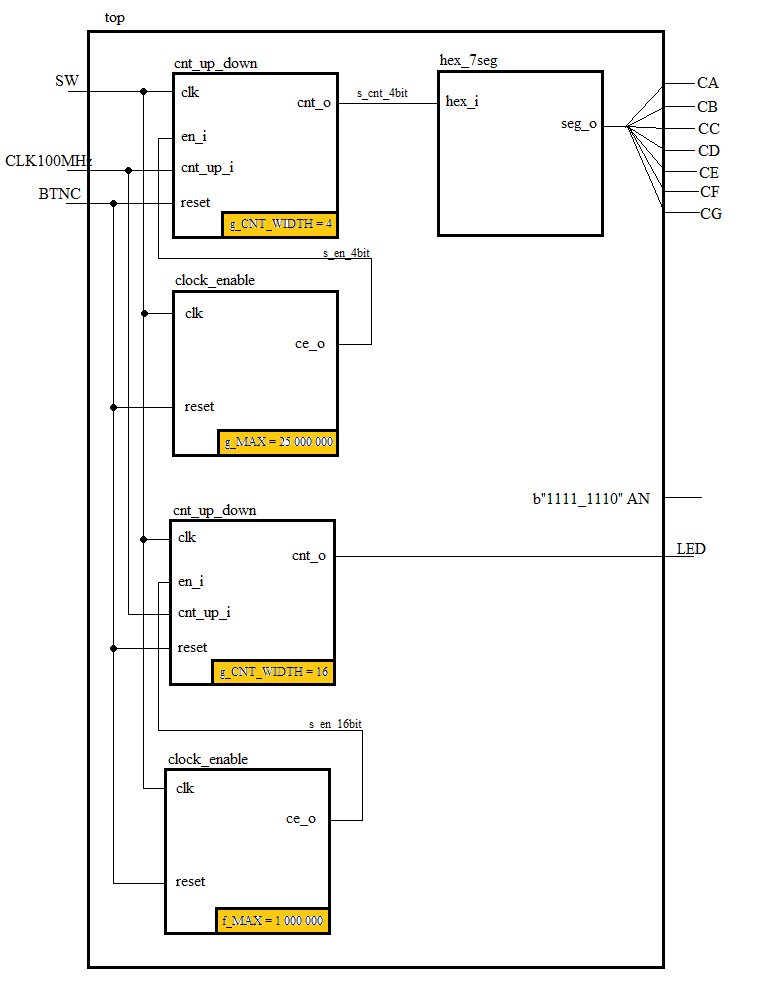 top
cnt_up_down
hex_7seg
SW
clk
cnt_o
s_cnt_4bit
hex_i
CA
CB
seg_o
CC
en_i
CD
CLK100MHz
cnt_up_i
CE
BTNC
reset
CF
CG
g_CNT_WIDTH = 4
s_en_4bit
clock_enable
clk
ce_o
reset
g_MAX = 25 000 000
b"1111_1110" AN
cnt_up_down
clk
cnt_o
LED
en_i
cnt_up_i
reset
g_CNT_WIDTH = 16
s_en_16bit
clock_enable
clk
ce_o
reset
f_MAX = 1 000 000